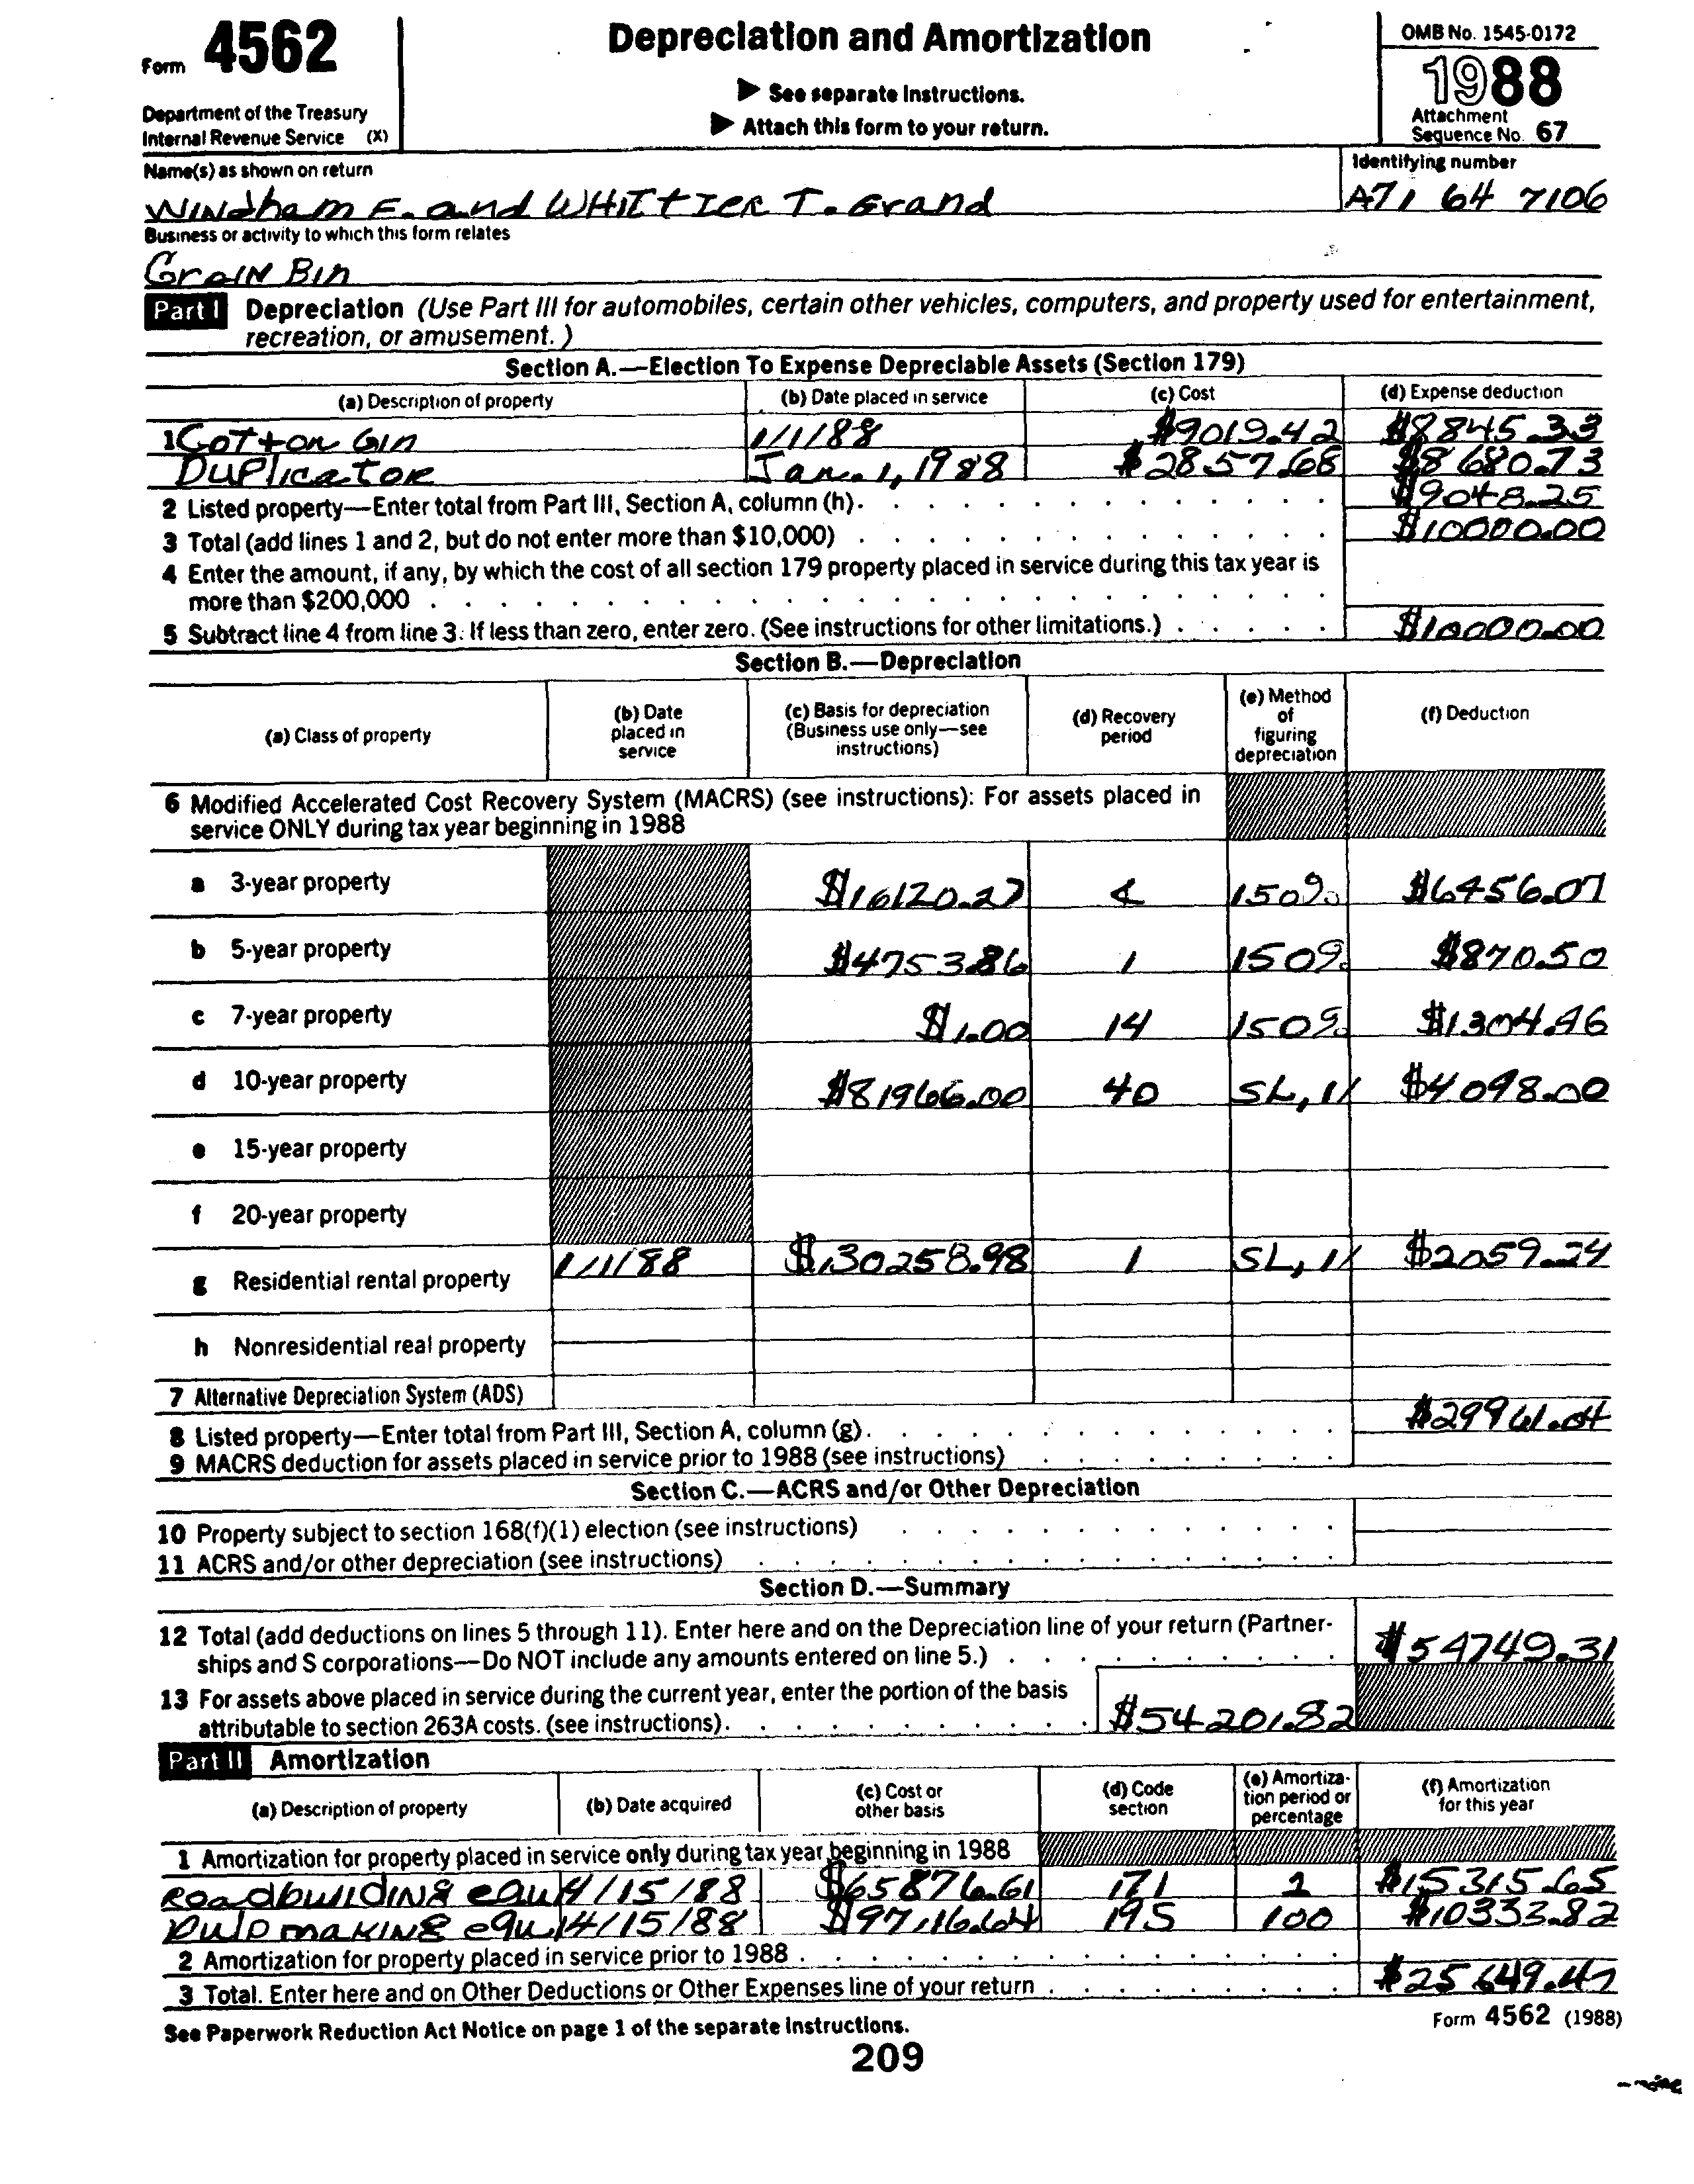 Form 4562
Department of the Treasury
Internal Revenue Service (X)
Depreciation and Amortization
▶ See separate instructions.
▶ Attach this form to your return.
OMB No. 1545-0172
1988
Attachment
Sequence No. 67
Name(s) as shown on return
Windham F. and WHITtIER T. Grand
Identifying number
A71 64 7106
Business or activity to which this form relates
GraIN BIn
Part I Depreciation (Use Part III for automobiles, certain other vehicles, computers, and property used for entertainment,
recreation, or amusement.)
Section A.—Election To Expense Depreciable Assets (Section 179)
(a) Description of property (b) Date placed in service (c) Cost (d) Expense deduction
1 Cotton Gin 1/1/88 $9019.42 $8845.33
Duplicator Jan. 1, 1988 $2857.68 $8680.73
2 Listed property—Enter total from Part III, Section A, column (h). $9048.25
3 Total (add lines 1 and 2, but do not enter more than $10,000) $10000.00
4 Enter the amount, if any, by which the cost of all section 179 property placed in service during this tax year is
more than $200,000
5 Subtract line 4 from line 3. If less than zero, enter zero. (See instructions for other limitations.) $10000.00
Section B.—Depreciation
(a) Class of property
(b) Date
placed in
service
(c) Basis for depreciation
(Business use only—see
instructions)
(d) Recovery
period
(e) Method
of
figuring
depreciation
(f) Deduction
6 Modified Accelerated Cost Recovery System (MACRS) (see instructions): For assets placed in
service ONLY during tax year beginning in 1988
a 3-year property $16120.27 150% $6456.07
b 5-year property $4753.86 1 150% $870.50
c 7-year property $1.00 14 150% $1304.46
d 10-year property $81966.00 40 SL, 1/ $4098.00
e 15-year property
f 20-year property
g Residential rental property 1/1/88 $130258.98 1 SL, 1/ $2059.24
h Nonresidential real property
7 Alternative Depreciation System (ADS)
8 Listed property—Enter total from Part III, Section A, column (g). $29961.04
9 MACRS deduction for assets placed in service prior to 1988 (see instructions)
Section C.—ACRS and/or Other Depreciation
10 Property subject to section 168(f)(1) election (see instructions)
11 ACRS and/or other depreciation (see instructions)
Section D.—Summary
12 Total (add deductions on lines 5 through 11). Enter here and on the Depreciation line of your return (Partner-
ships and S corporations—Do NOT include any amounts entered on line 5.) $54749.31
13 For assets above placed in service during the current year, enter the portion of the basis
attributable to section 263A costs. (see instructions). $54201.82
Part II Amortization
(a) Description of property
(b) Date acquired
(c) Cost or
other basis
(d) Code
section
(e) Amortiza-
tion period or
percentage
(f) Amortization
for this year
1 Amortization for property placed in service only during tax year beginning in 1988
Roadbuilding equ 4/15/88 $65876.61 171 2 $15315.65
Pulp making equ 4/15/88 $97116.64 195 100 $10333.82
2 Amortization for property placed in service prior to 1988
3 Total. Enter here and on Other Deductions or Other Expenses line of your return $25649.47
See Paperwork Reduction Act Notice on page 1 of the separate instructions.
Form 4562 (1988)
209